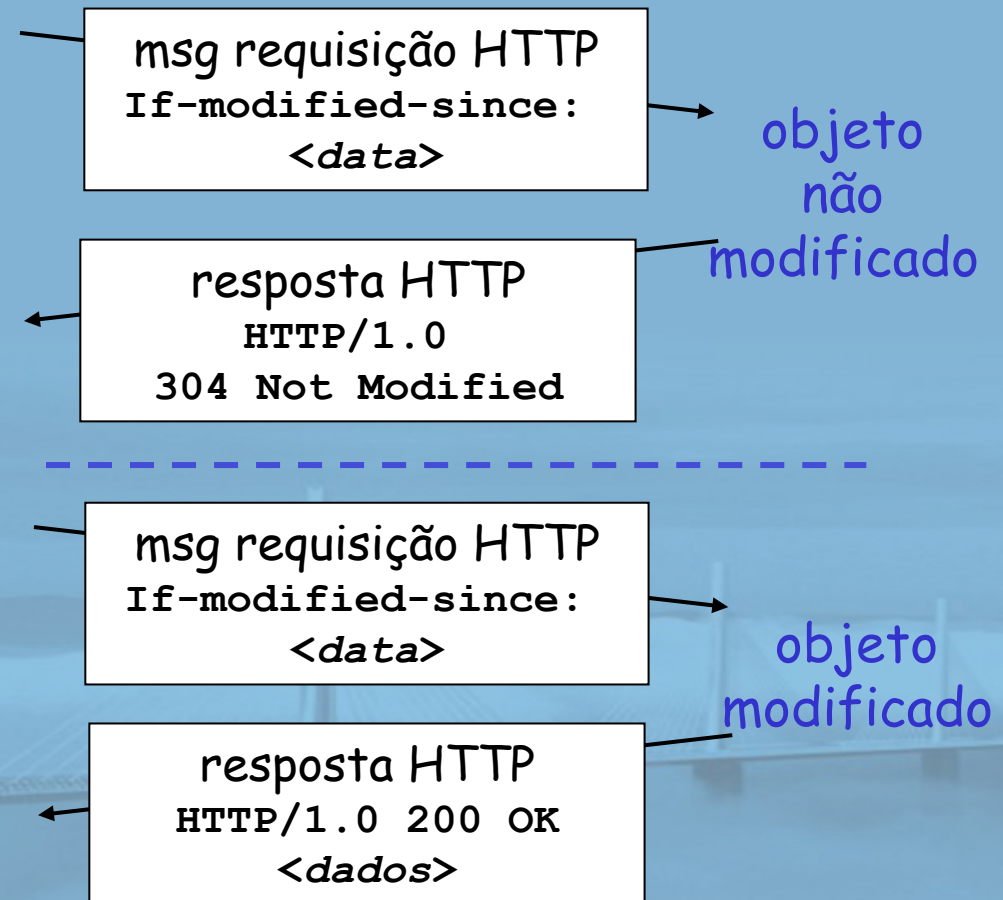 msg requisição HTTP
If-modified-since:
<data>
objeto
não
modificado
resposta HTTP
HTTP/1.0
304 Not Modified
msg requisição HTTP
If-modified-since:
<data>
objeto
modificado
resposta HTTP
HTTP/1.0 200 OK
<dados>